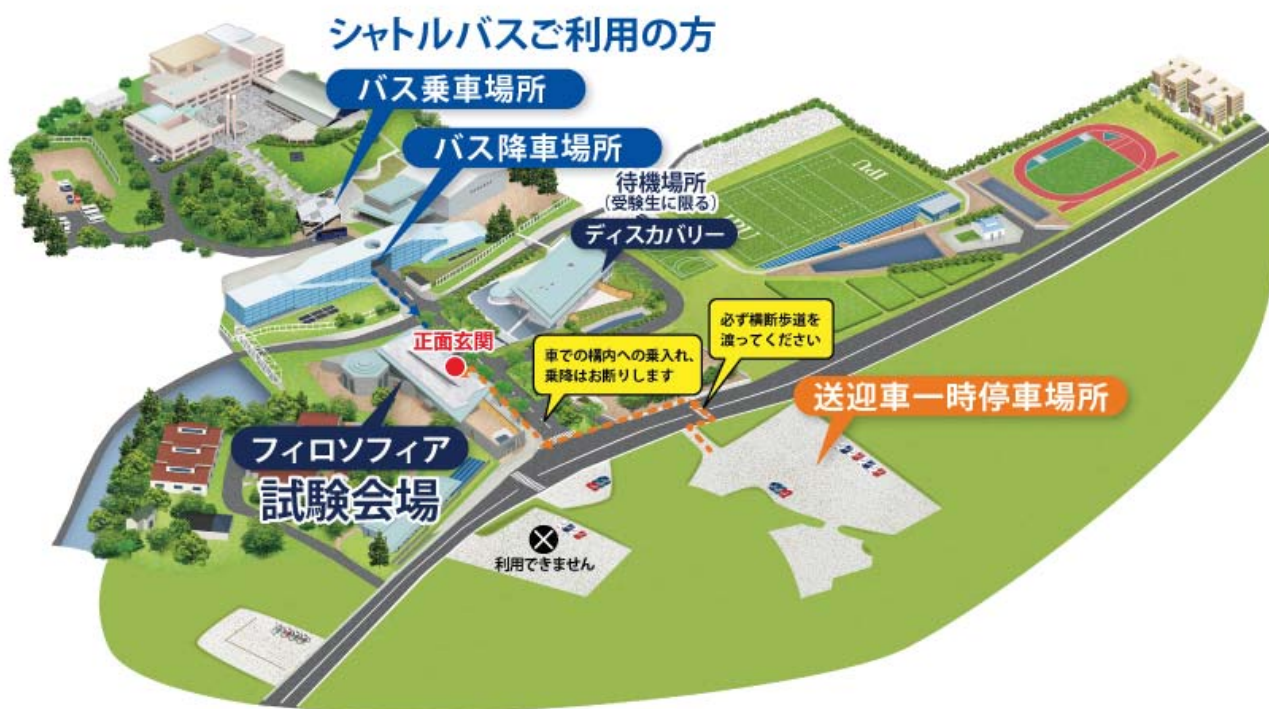 シャトルバスご利用の方
バス乗車場所
バス降車場所
待機場所
(受験生に限る)
ディスカバリー
IPU
IPU
正面玄関
車での構内への乗入れ、
乗降はお断りします
必ず横断歩道を
渡ってください
送迎車一時停車場所
フィロソフィア
試験会場
利用できません